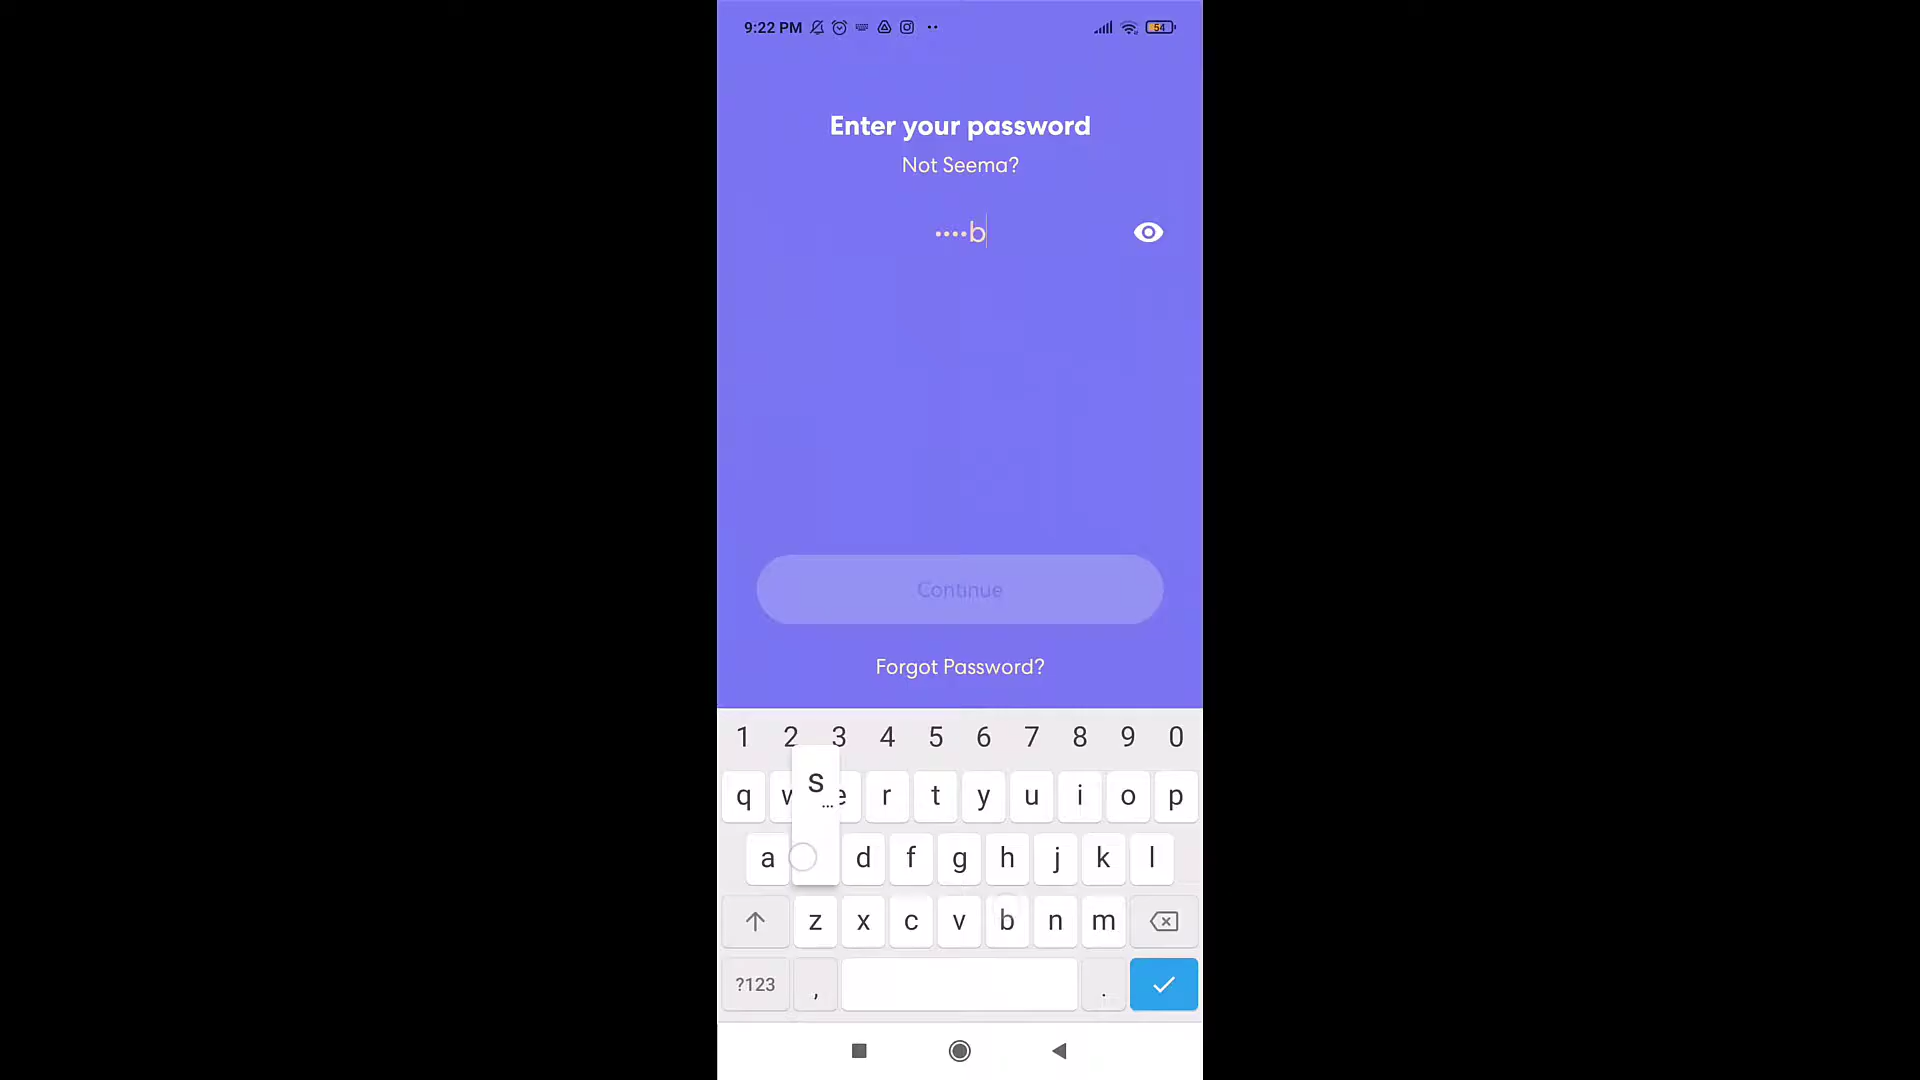 9:22 PM 54
Enter your password
Not Seema?
••••b
Continue
Forgot Password?
1 2 3 4 5 6 7 8 9 0
s
q w e r t y u i o p
a d f g h j k l
z x c v b n m
?123 , .